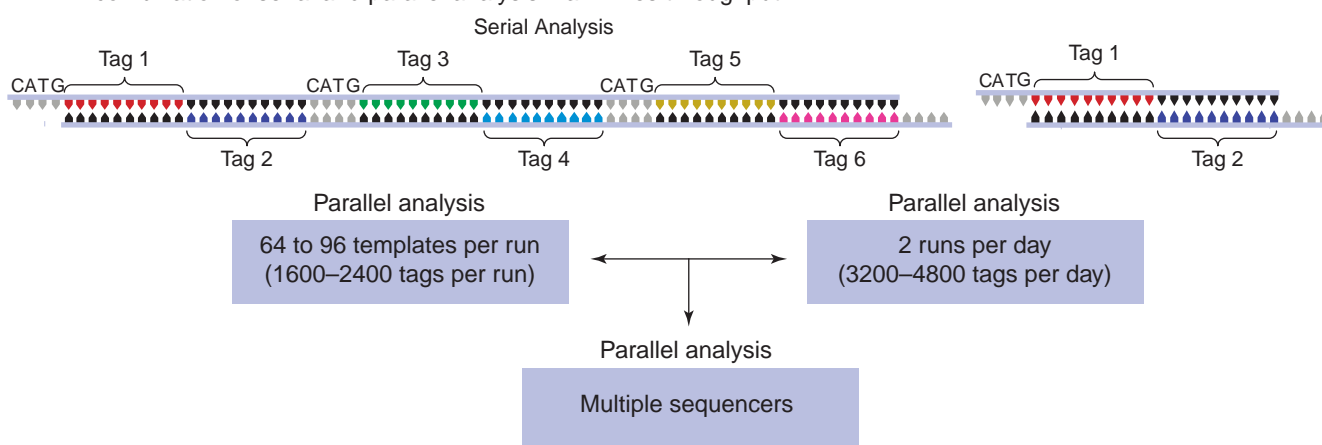 Serial Analysis
Tag 1 Tag 3 Tag 5 Tag 1
CATG CATG CATG CATG
Tag 2 Tag 4 Tag 6 Tag 2
Parallel analysis
64 to 96 templates per run
(1600–2400 tags per run)
Parallel analysis
2 runs per day
(3200–4800 tags per day)
Parallel analysis
Multiple sequencers